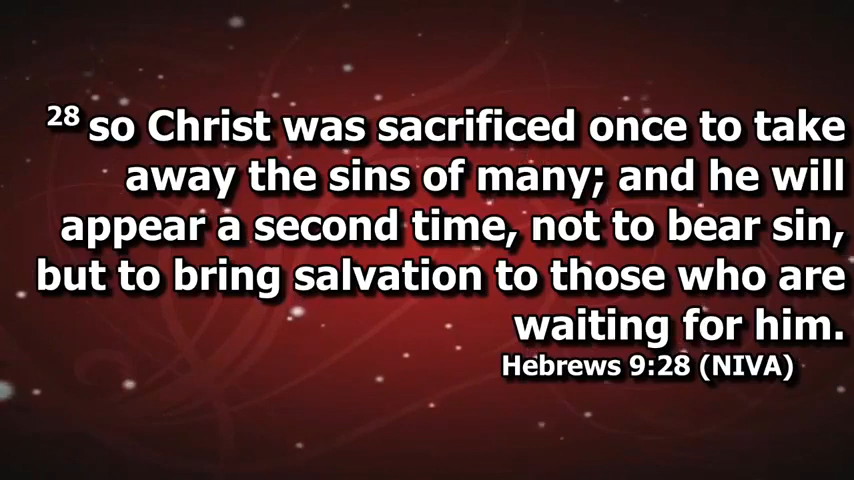 28 so Christ was sacrificed once to take
away the sins of many; and he will
appear a second time, not to bear sin,
but to bring salvation to those who are
waiting for him.
Hebrews 9:28 (NIVA)